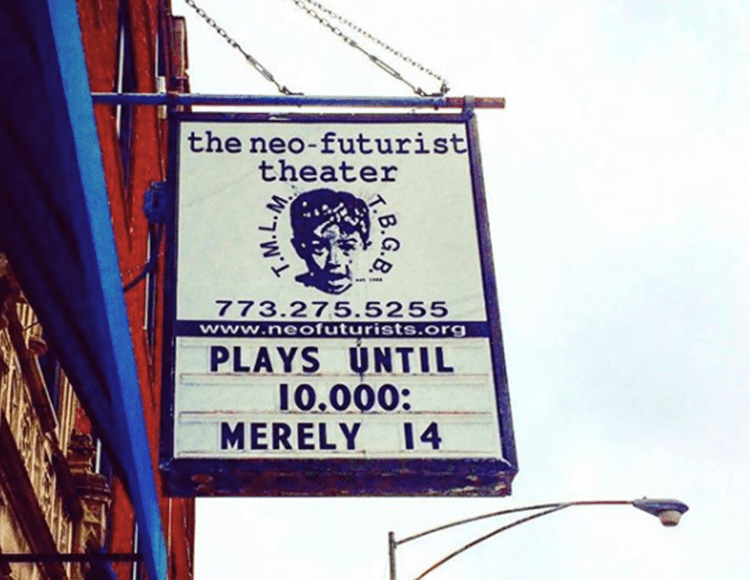 the neo-futurist
theater
T.M.L.M.
T.B.G.B.
773.275.5255
www.neofuturists.org
PLAYS UNTIL
10.000:
MERELY 14